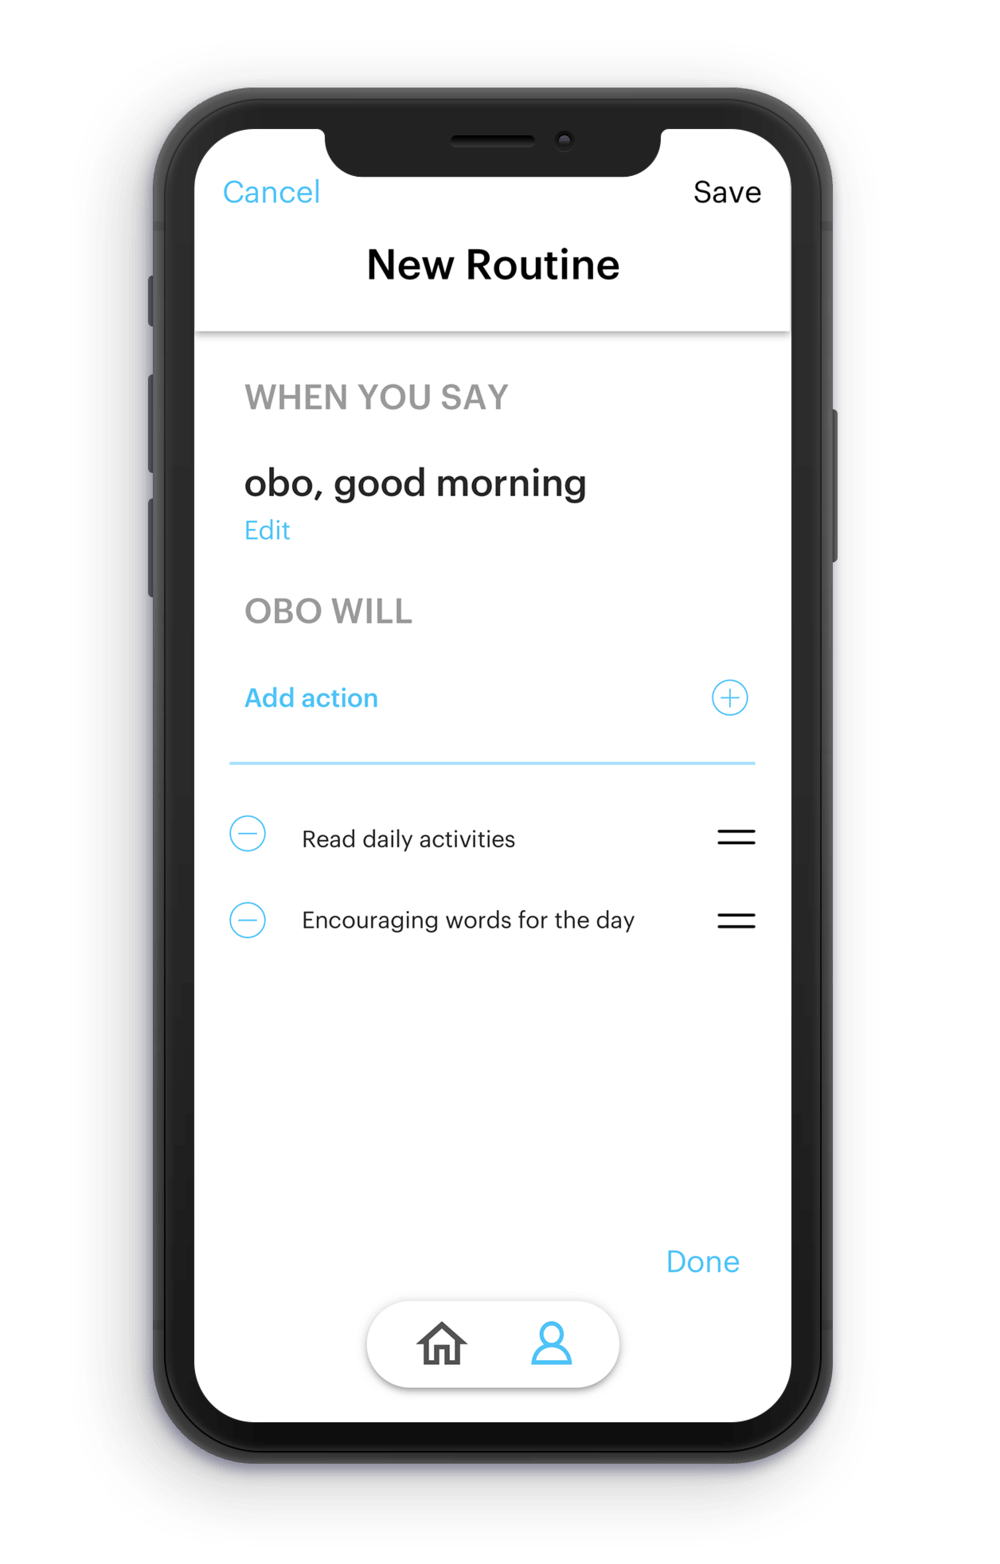 Cancel Save
New Routine
WHEN YOU SAY
obo, good morning
Edit
OBO WILL
Add action
Read daily activities
Encouraging words for the day
Done